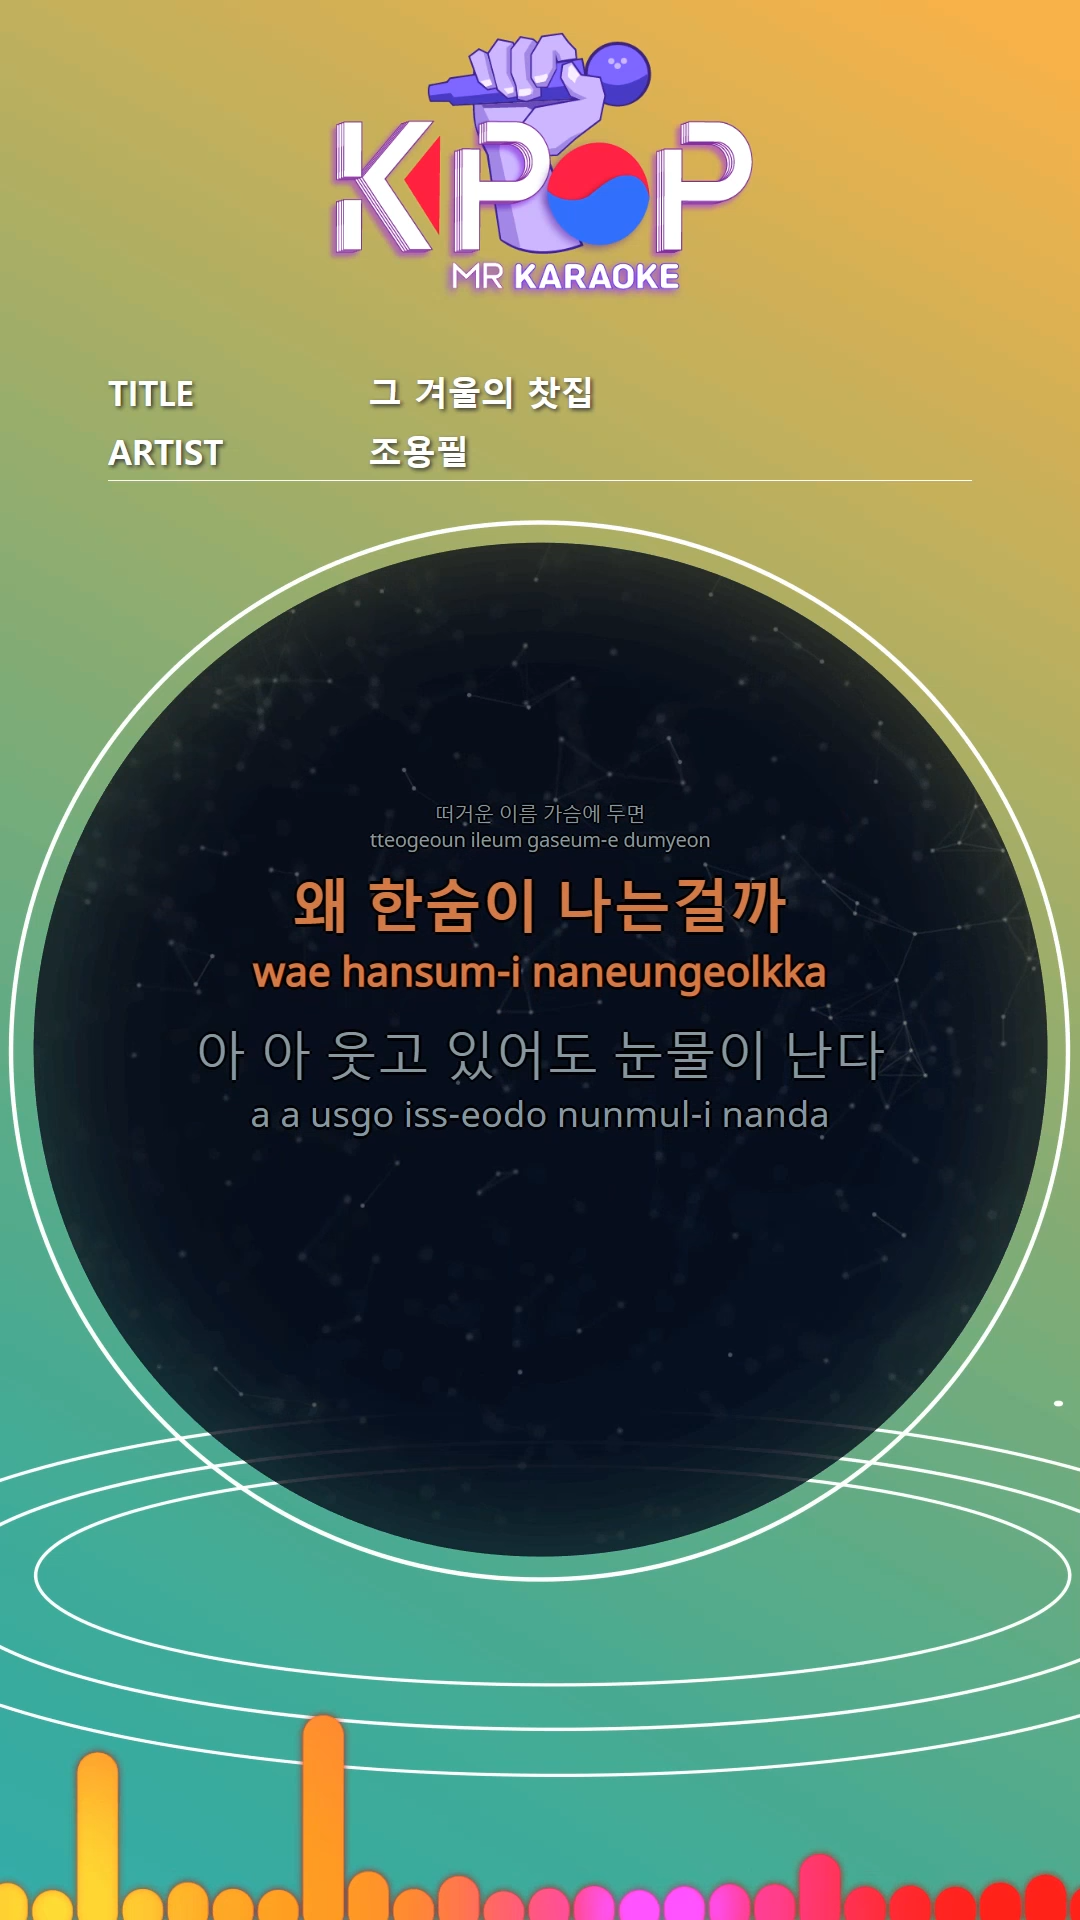 KPOP
MR KARAOKE
TITLE 그 겨울의 찻집
ARTIST 조용필
떠거운 이름 가슴에 두면
tteogeoun ileum gaseum-e dumyeon
왜 한숨이 나는걸까
wae hansum-i naneungeolkka
아 아 웃고 있어도 눈물이 난다
a a usgo iss-eodo nunmul-i nanda